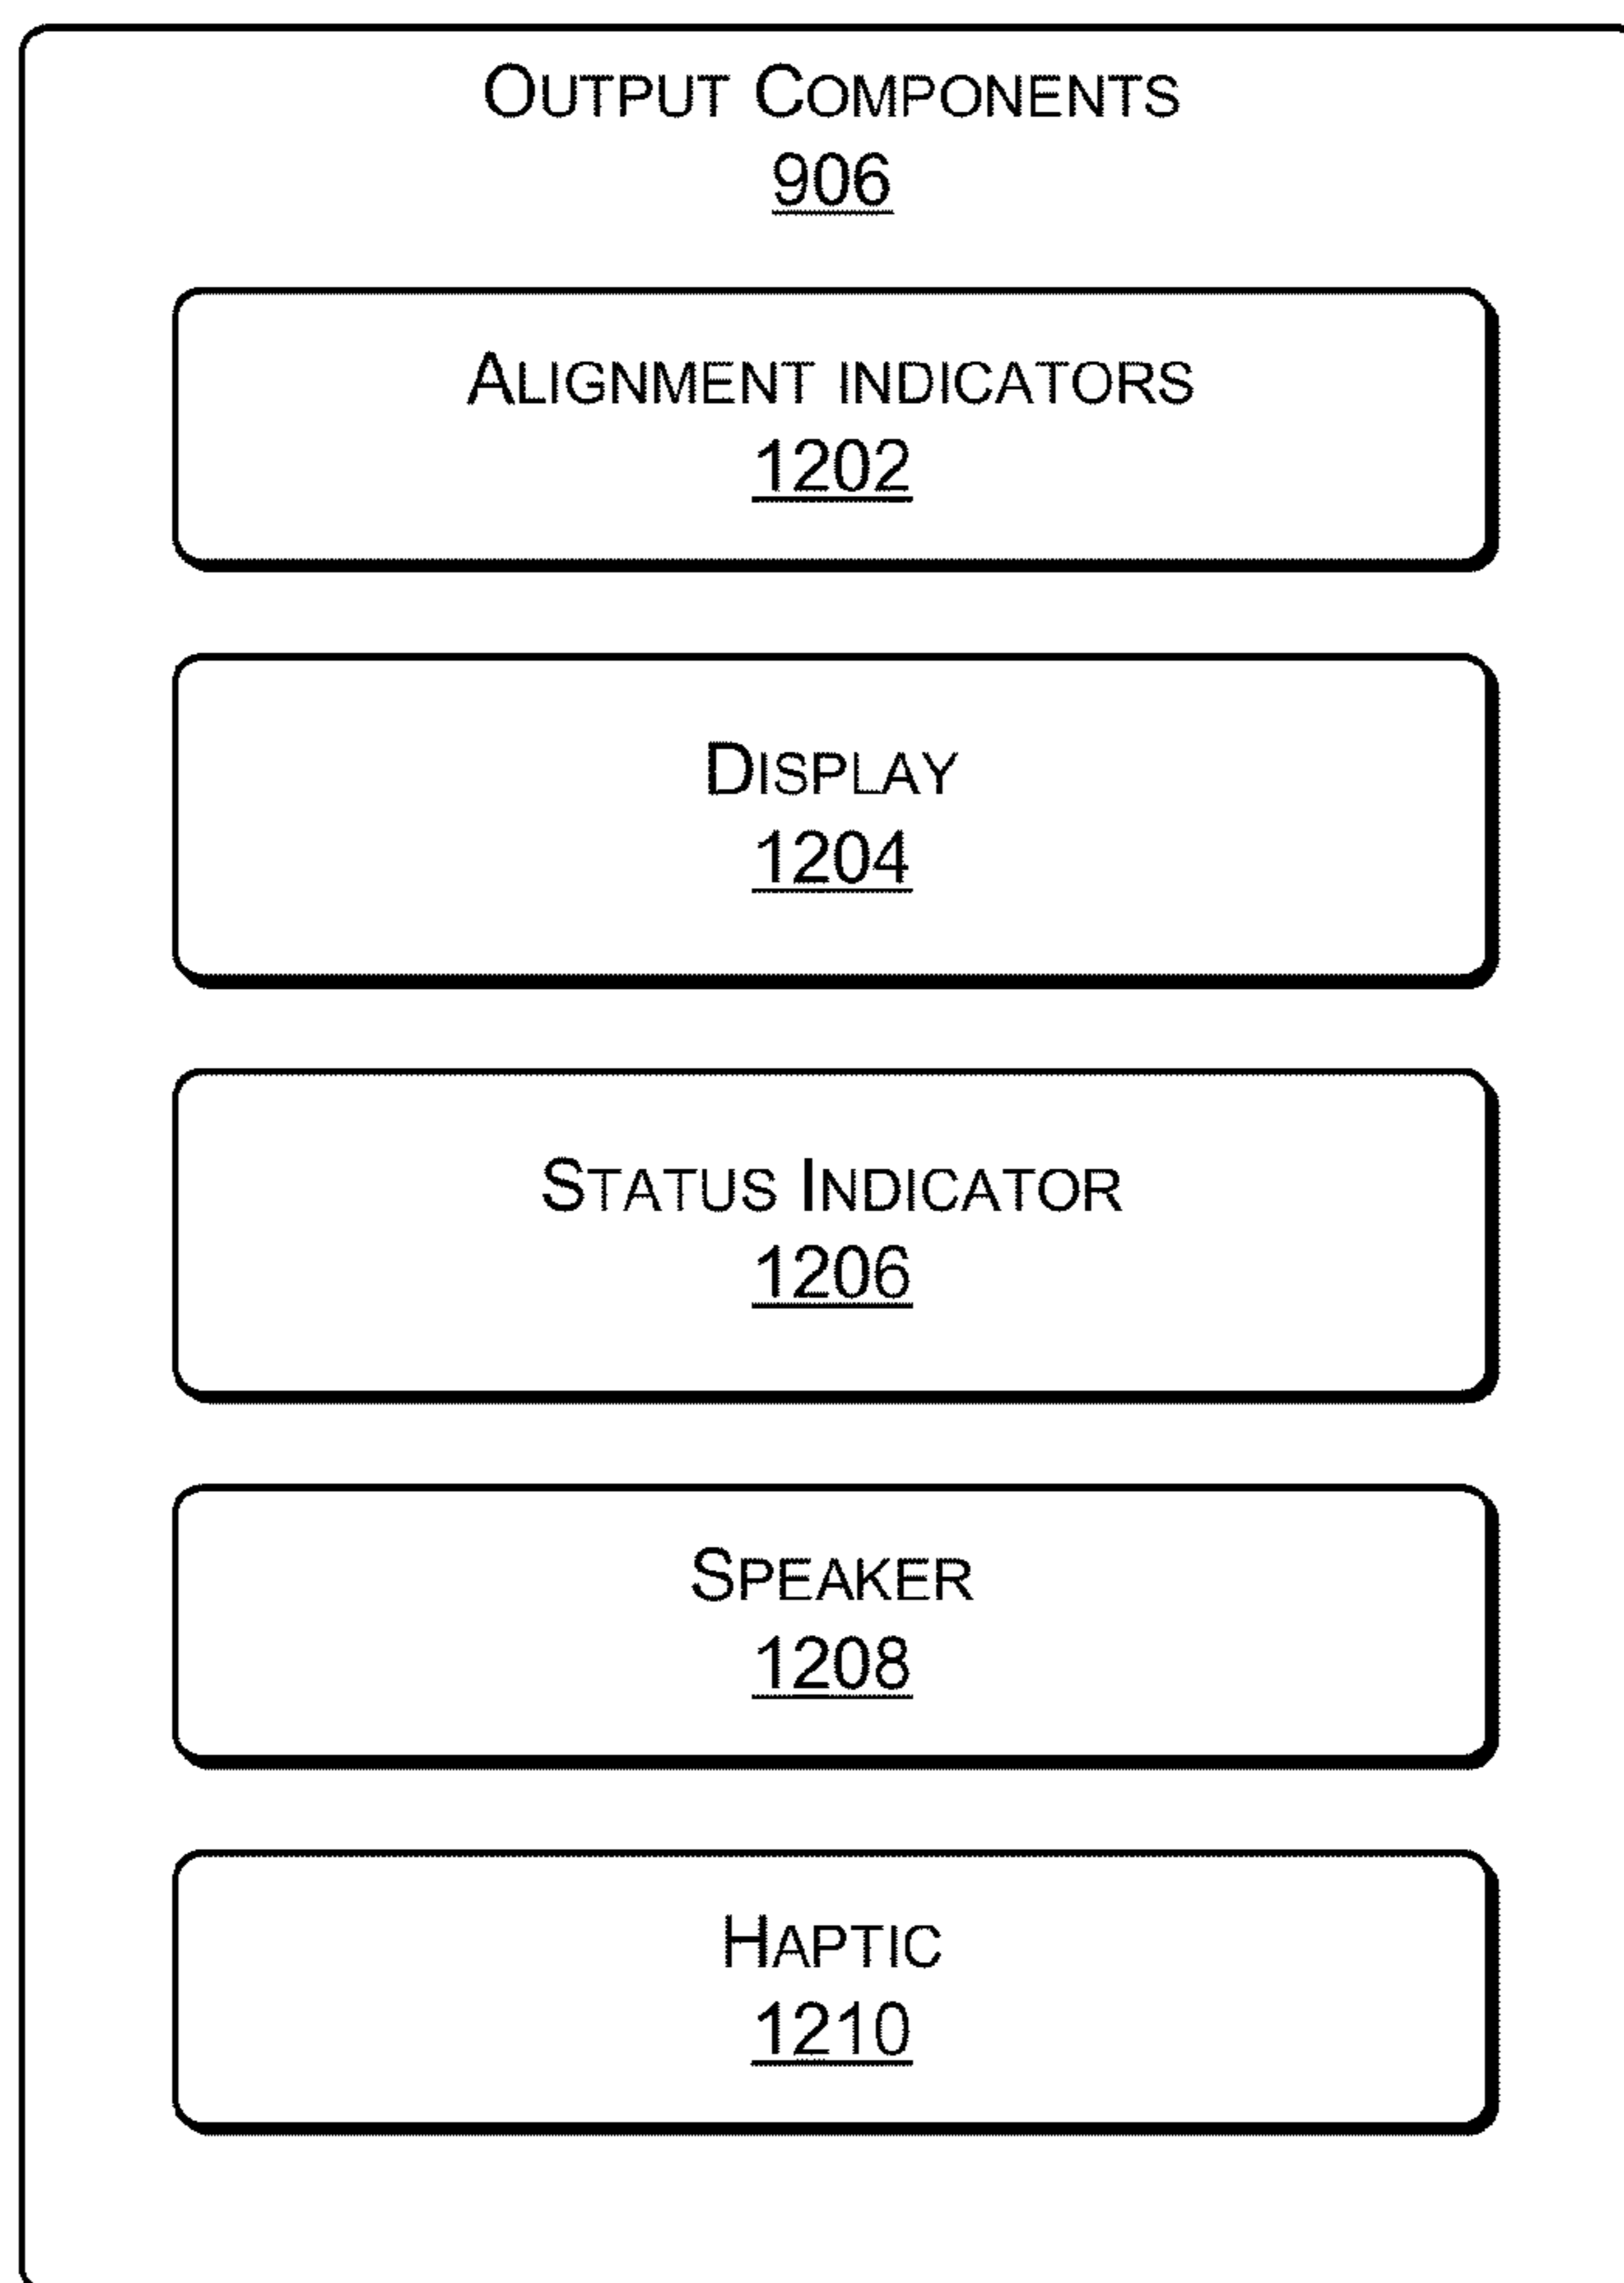 OUTPUT COMPONENTS
906
ALIGNMENT INDICATORS
1202
DISPLAY
1204
STATUS INDICATOR
1206
SPEAKER
1208
HAPTIC
1210